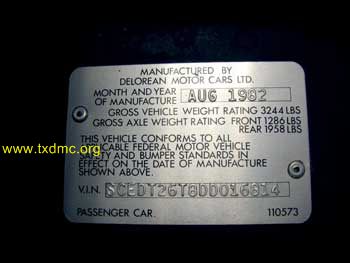 MANUFACTURED BY
DELOREAN MOTOR CARS LTD.
MONTH AND YEAR
OF MANUFACTURE AUG 1982
GROSS VEHICLE WEIGHT RATING 3244 LBS
GROSS AXLE WEIGHT RATING FRONT 1286 LBS
REAR 1958 LBS
THIS VEHICLE CONFORMS TO ALL
APPLICABLE FEDERAL MOTOR VEHICLE
SAFETY AND BUMPER STANDARDS IN
EFFECT ON THE DATE OF MANUFACTURE
SHOWN ABOVE.
www.txdmc.org
V.I.N.
PASSENGER CAR. 110573